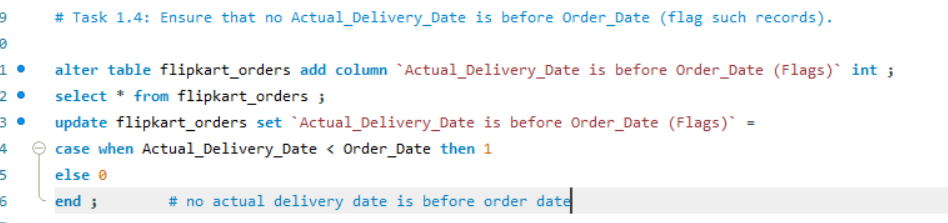 9 # Task 1.4: Ensure that no Actual_Delivery_Date is before Order_Date (flag such records).
0
1 alter table flipkart_orders add column `Actual_Delivery_Date is before Order_Date (Flags)` int ;
2 select * from flipkart_orders ;
3 update flipkart_orders set `Actual_Delivery_Date is before Order_Date (Flags)` =
4 case when Actual_Delivery_Date < Order_Date then 1
5 else 0
6 end ; # no actual delivery date is before order date